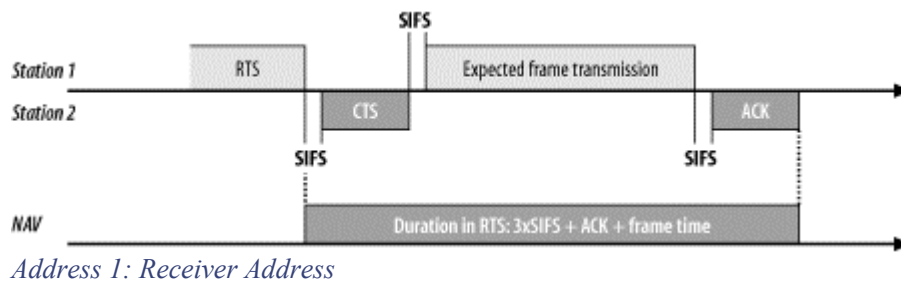 SIFS
Station 1 RTS Expected frame transmission
Station 2 CTS ACK
SIFS SIFS
NAV Duration in RTS: 3xSIFS + ACK + frame time
Address 1: Receiver Address